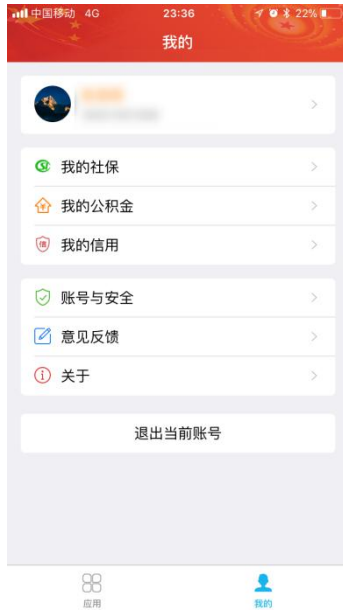 中国移动 4G 23:36 22%
我的
我的社保
我的公积金
信 我的信用
账号与安全
意见反馈
关于
退出当前账号
应用 我的